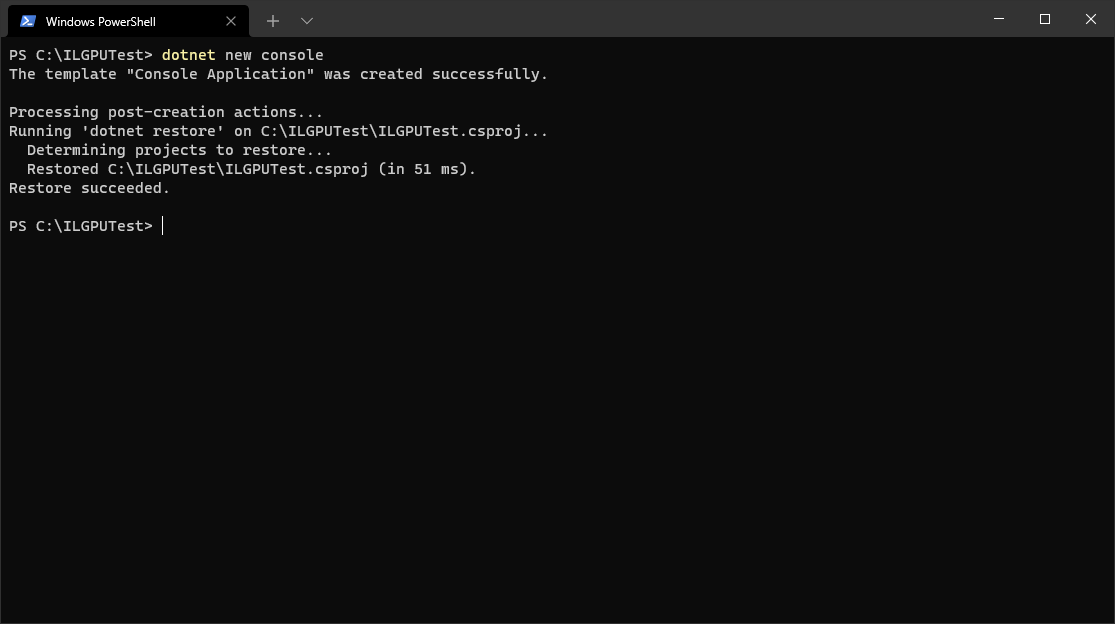 Windows PowerShell
PS C:\ILGPUTest> dotnet new console
The template "Console Application" was created successfully.
Processing post-creation actions...
Running 'dotnet restore' on C:\ILGPUTest\ILGPUTest.csproj...
Determining projects to restore...
Restored C:\ILGPUTest\ILGPUTest.csproj (in 51 ms).
Restore succeeded.
PS C:\ILGPUTest>